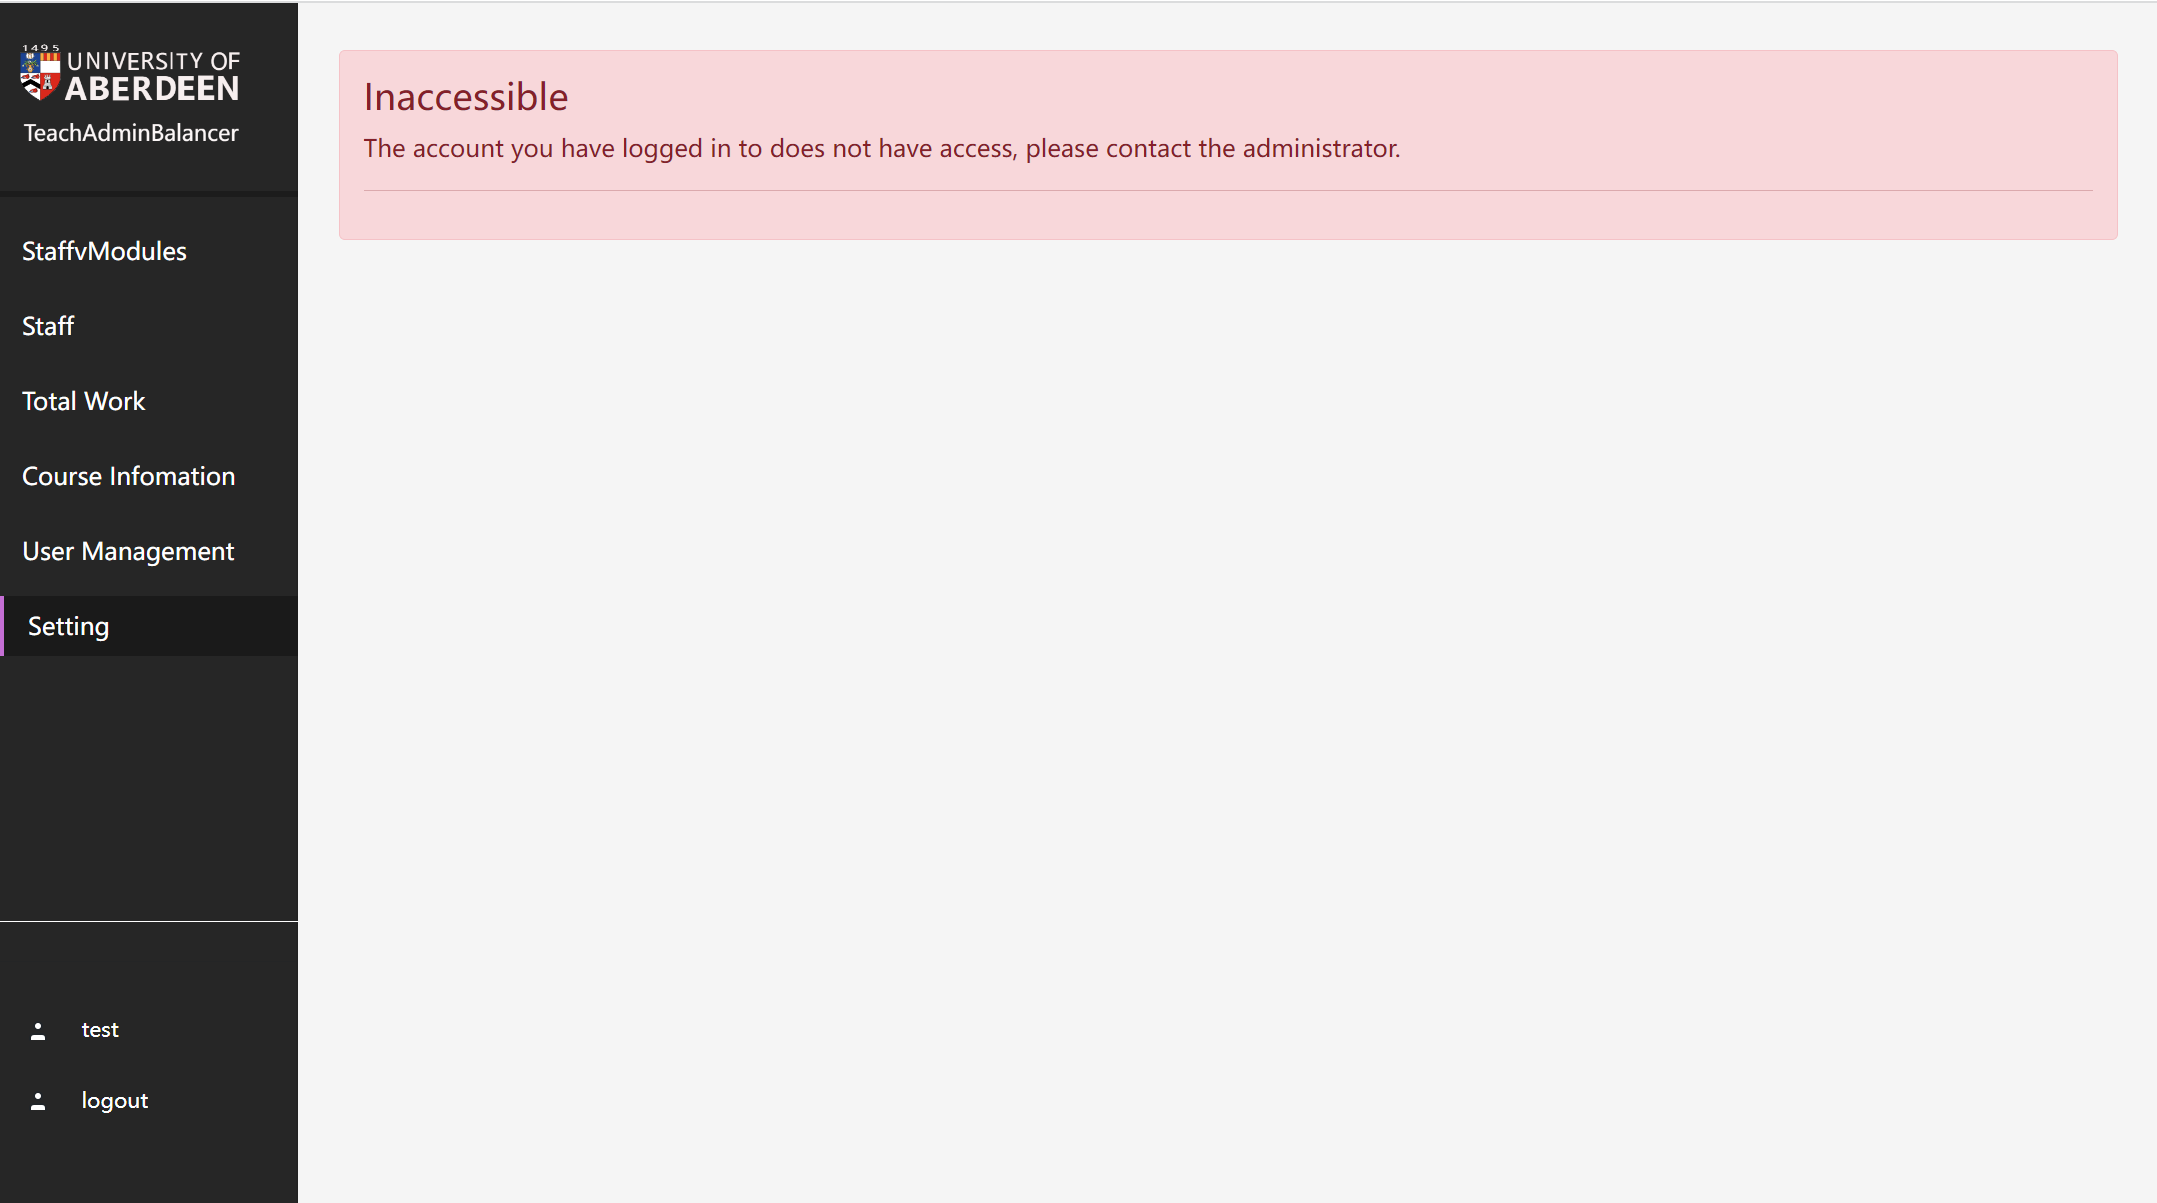 1495
UNIVERSITY OF
ABERDEEN
TeachAdminBalancer
StaffvModules
Staff
Total Work
Course Infomation
User Management
Setting
test
logout
Inaccessible
The account you have logged in to does not have access, please contact the administrator.